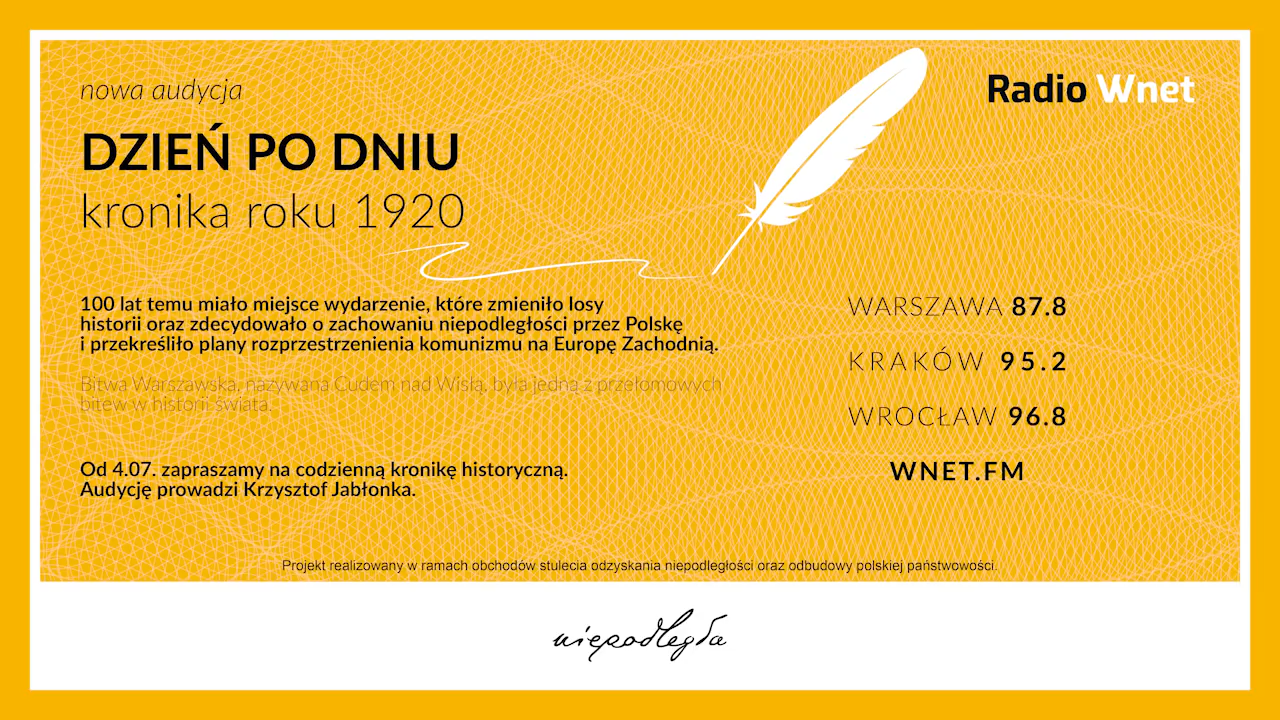 nowa audycja
Radio Wnet
DZIEŃ PO DNIU
kronika roku 1920
100 lat temu miało miejsce wydarzenie, które zmieniło losy
historii oraz zdecydowało o zachowaniu niepodległości przez Polskę
i przekreśliło plany rozprzestrzenienia komunizmu na Europę Zachodnią.
Bitwa Warszawska, nazywana Cudem nad Wisłą, była jedną z przełomowych
bitew w historii świata.
Od 4.07. zapraszamy na codzienną kronikę historyczną.
Audycję prowadzi Krzysztof Jabłonka.
WARSZAWA 87.8
KRAKÓW 95.2
WROCŁAW 96.8
WNET.FM
Projekt realizowany w ramach obchodów stulecia odzyskania niepodległości oraz odbudowy polskiej państwowości.
niepodległa